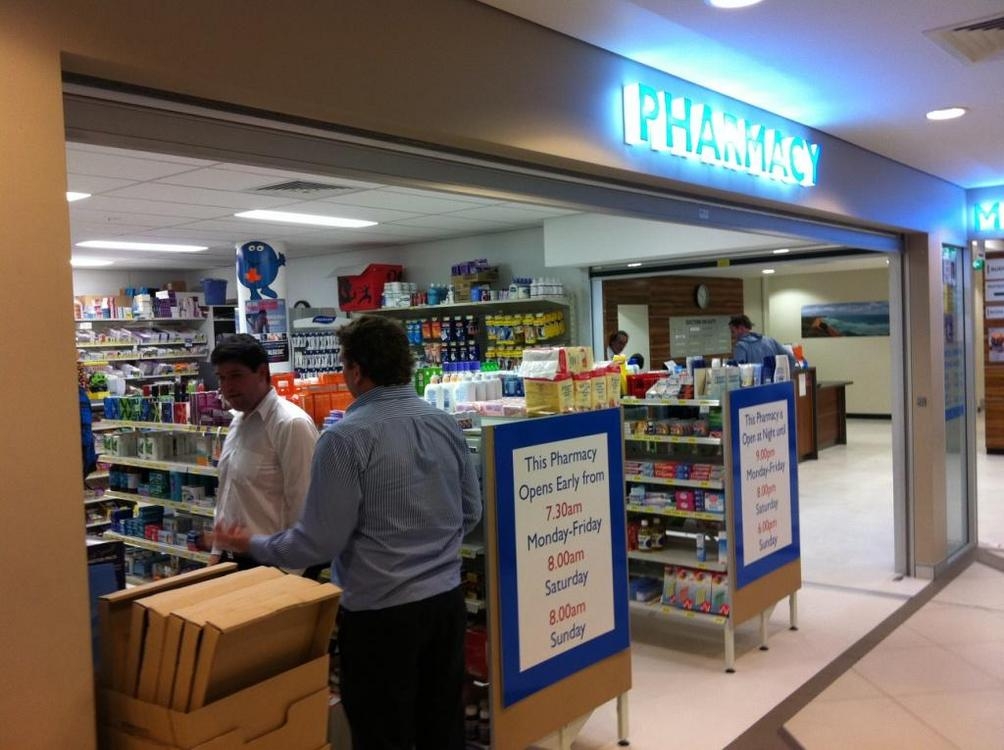 PHARMACY
M
This Pharmacy
Opens Early from
7.30am
Monday-Friday
8.00am
Saturday
8.00am
Sunday
This Pharmacy is
Open at Night until
9.00pm
Monday-Friday
8.00pm
Saturday
6.00pm
Sunday